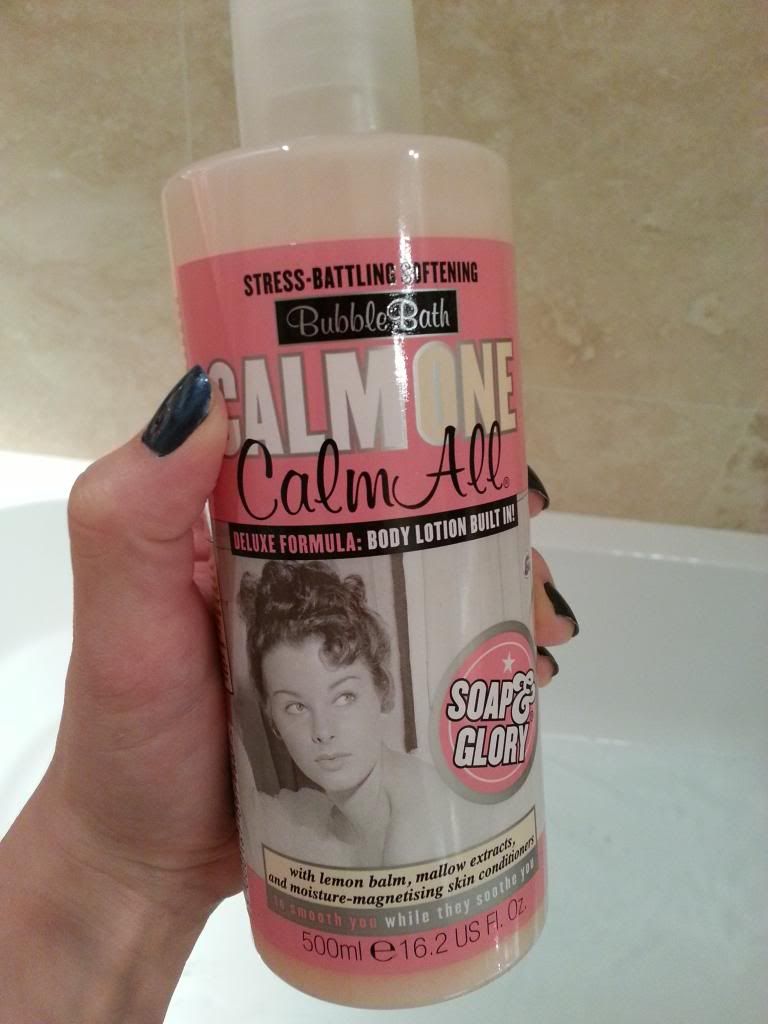 STRESS-BATTLING SOFTENING
Bubble Bath
CALM ONE
Calm All®
DELUXE FORMULA: BODY LOTION BUILT IN!
SOAP &
GLORY
with lemon balm, mallow extracts,
and moisture-magnetising skin conditioners
to smooth you while they soothe you
500ml ℮ 16.2 US Fl. Oz.